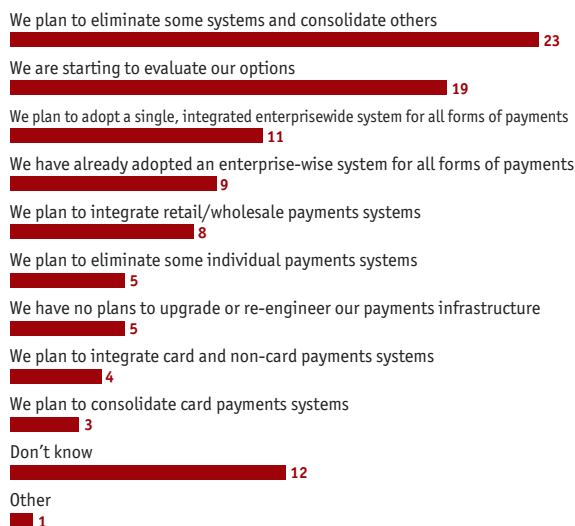 We plan to eliminate some systems and consolidate others
23
We are starting to evaluate our options
19
We plan to adopt a single, integrated enterprisewide system for all forms of payments
11
We have already adopted an enterprise-wise system for all forms of payments
9
We plan to integrate retail/wholesale payments systems
8
We plan to eliminate some individual payments systems
5
We have no plans to upgrade or re-engineer our payments infrastructure
5
We plan to integrate card and non-card payments systems
4
We plan to consolidate card payments systems
3
Don’t know
12
Other
1